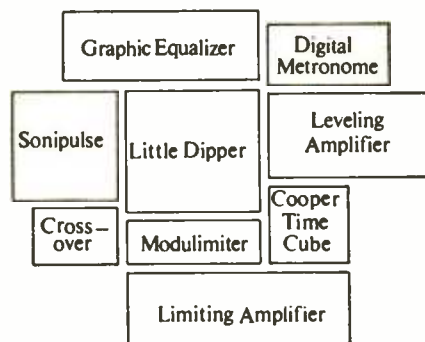 Graphic Equalizer
Digital
Metronome
Sonipulse
Little Dipper
Leveling
Amplifier
Cross-
over
Modulimiter
Cooper
Time
Cube
Limiting Amplifier